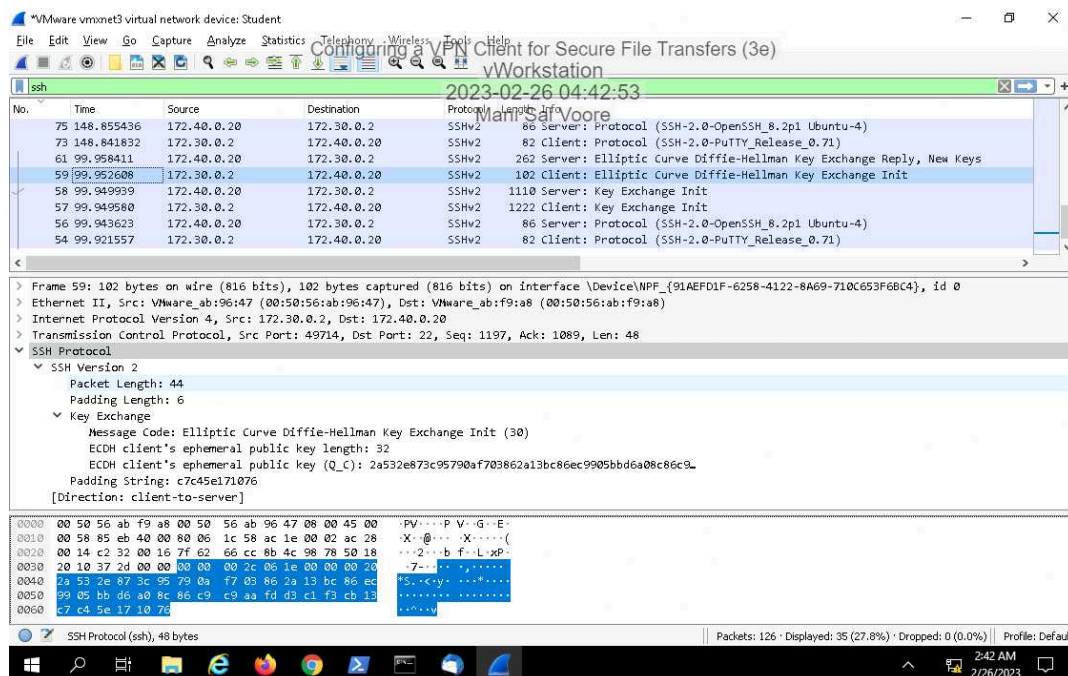 *VMware vmxnet3 virtual network device: Student
File Edit View Go Capture Analyze Statistics Telephony Wireless Tools Help
Configuring a VPN Client for Secure File Transfers (3e)
vWorkstation
2023-02-26 04:42:53
Mani Sai Voore
ssh
No. Time Source Destination Protocol Length Info
75 148.855436 172.40.0.20 172.30.0.2 SSHv2 86 Server: Protocol (SSH-2.0-OpenSSH_8.2p1 Ubuntu-4)
73 148.841832 172.30.0.2 172.40.0.20 SSHv2 82 Client: Protocol (SSH-2.0-PuTTY_Release_0.71)
61 99.958411 172.40.0.20 172.30.0.2 SSHv2 262 Server: Elliptic Curve Diffie-Hellman Key Exchange Reply, New Keys
59 99.952608 172.30.0.2 172.40.0.20 SSHv2 102 Client: Elliptic Curve Diffie-Hellman Key Exchange Init
58 99.949939 172.40.0.20 172.30.0.2 SSHv2 1110 Server: Key Exchange Init
57 99.949580 172.30.0.2 172.40.0.20 SSHv2 1222 Client: Key Exchange Init
56 99.943623 172.40.0.20 172.30.0.2 SSHv2 86 Server: Protocol (SSH-2.0-OpenSSH_8.2p1 Ubuntu-4)
54 99.921557 172.30.0.2 172.40.0.20 SSHv2 82 Client: Protocol (SSH-2.0-PuTTY_Release_0.71)
> Frame 59: 102 bytes on wire (816 bits), 102 bytes captured (816 bits) on interface \Device\NPF_{91AEFD1F-6258-4122-8A69-710C653F6BC4}, id 0
> Ethernet II, Src: VMware_ab:96:47 (00:50:56:ab:96:47), Dst: VMware_ab:f9:a8 (00:50:56:ab:f9:a8)
> Internet Protocol Version 4, Src: 172.30.0.2, Dst: 172.40.0.20
> Transmission Control Protocol, Src Port: 49714, Dst Port: 22, Seq: 1197, Ack: 1089, Len: 48
SSH Protocol
SSH Version 2
Packet Length: 44
Padding Length: 6
Key Exchange
Message Code: Elliptic Curve Diffie-Hellman Key Exchange Init (30)
ECDH client's ephemeral public key length: 32
ECDH client's ephemeral public key (Q_C): 2a532e873c95790af703862a13bc86ec9905bbd6a08c86c9…
Padding String: c7c45e171076
[Direction: client-to-server]
0000 00 50 56 ab f9 a8 00 50 56 ab 96 47 08 00 45 00 ·PV····P V··G··E·
0010 00 58 85 eb 40 00 80 06 1c 58 ac 1e 00 02 ac 28 ·X··@··· ·X·····(
0020 00 14 c2 32 00 16 7f 62 66 cc 8b 4c 98 78 50 18 ···2···b f··L·xP·
0030 20 10 37 2d 00 00 00 00 00 2c 06 1e 00 00 00 20 ·7-···· ·,·····
0040 2a 53 2e 87 3c 95 79 0a f7 03 86 2a 13 bc 86 ec *S.·<·y· ···*····
0050 99 05 bb d6 a0 8c 86 c9 c9 aa fd d3 c1 f3 cb 13 ········ ········
0060 c7 c4 5e 17 10 76 ··^··v
SSH Protocol (ssh), 48 bytes
Packets: 126 · Displayed: 35 (27.8%) · Dropped: 0 (0.0%)
Profile: Defau
2:42 AM
2/26/2023